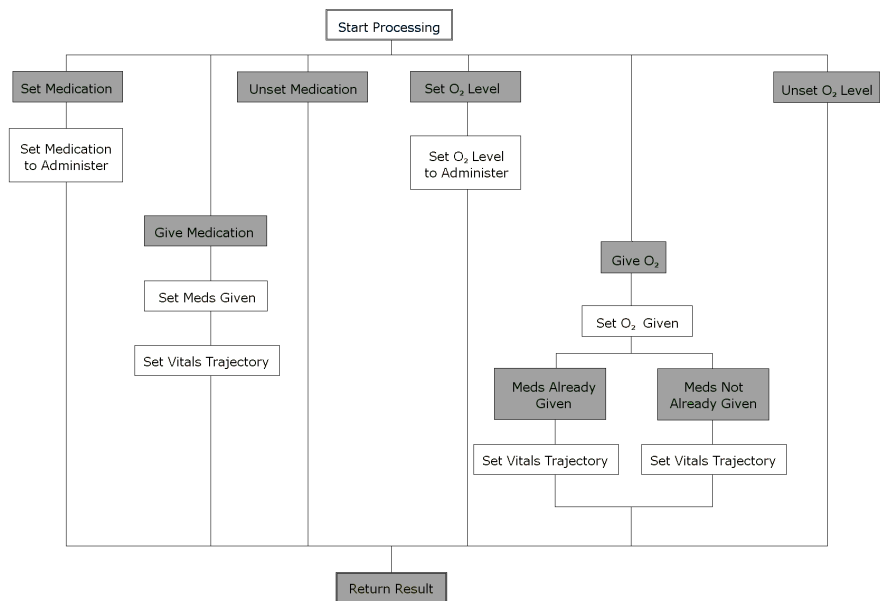 Start Processing
Set Medication
Unset Medication
Set O₂ Level
Unset O₂ Level
Set Medication
to Administer
Set O₂ Level
to Administer
Give Medication
Give O₂
Set Meds Given
Set O₂ Given
Set Vitals Trajectory
Meds Already
Given
Meds Not
Already Given
Set Vitals Trajectory
Set Vitals Trajectory
Return Result